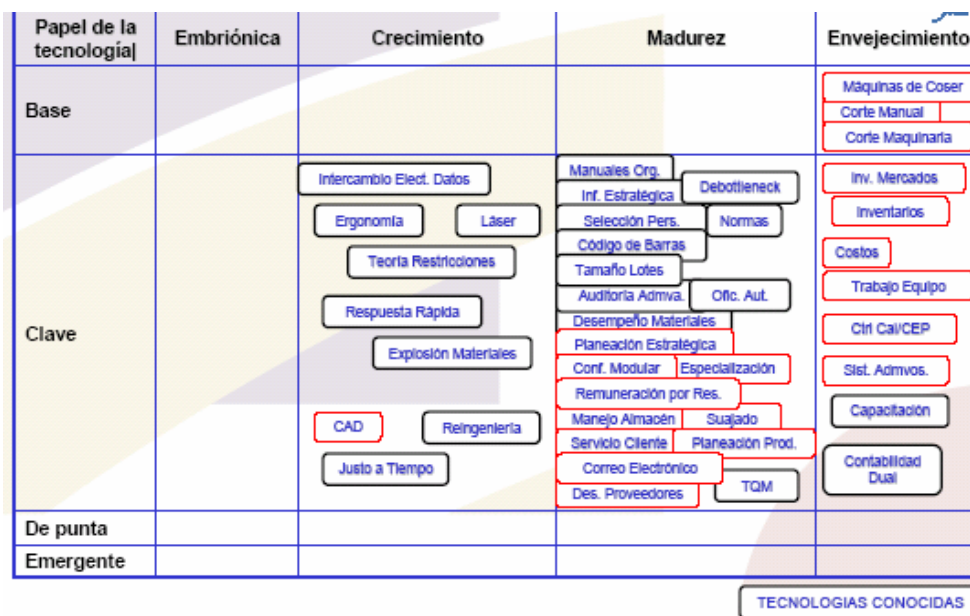 Papel de la
tecnología|
Embriónica
Crecimiento
Madurez
Envejecimiento
Base
Máquinas de Coser
Corte Manual
Corte Maquinaria
Clave
Intercambio Elect. Datos
Ergonomía
Láser
Teoría Restricciones
Respuesta Rápida
Explosión Materiales
CAD
Reingeniería
Justo a Tiempo
Manuales Org.
Inf. Estratégica
Debottleneck
Selección Pers.
Normas
Código de Barras
Tamaño Lotes
Auditoría Admva.
Ofic. Aut.
Desempeño Materiales
Planeación Estratégica
Conf. Modular
Especialización
Remuneración por Res.
Manejo Almacén
Suajado
Servicio Cliente
Planeación Prod.
Correo Electrónico
Des. Proveedores
TQM
Inv. Mercados
Inventarios
Costos
Trabajo Equipo
Ctrl Cal/CEP
Sist. Admvos.
Capacitación
Contabilidad
Dual
De punta
Emergente
TECNOLOGIAS CONOCIDAS